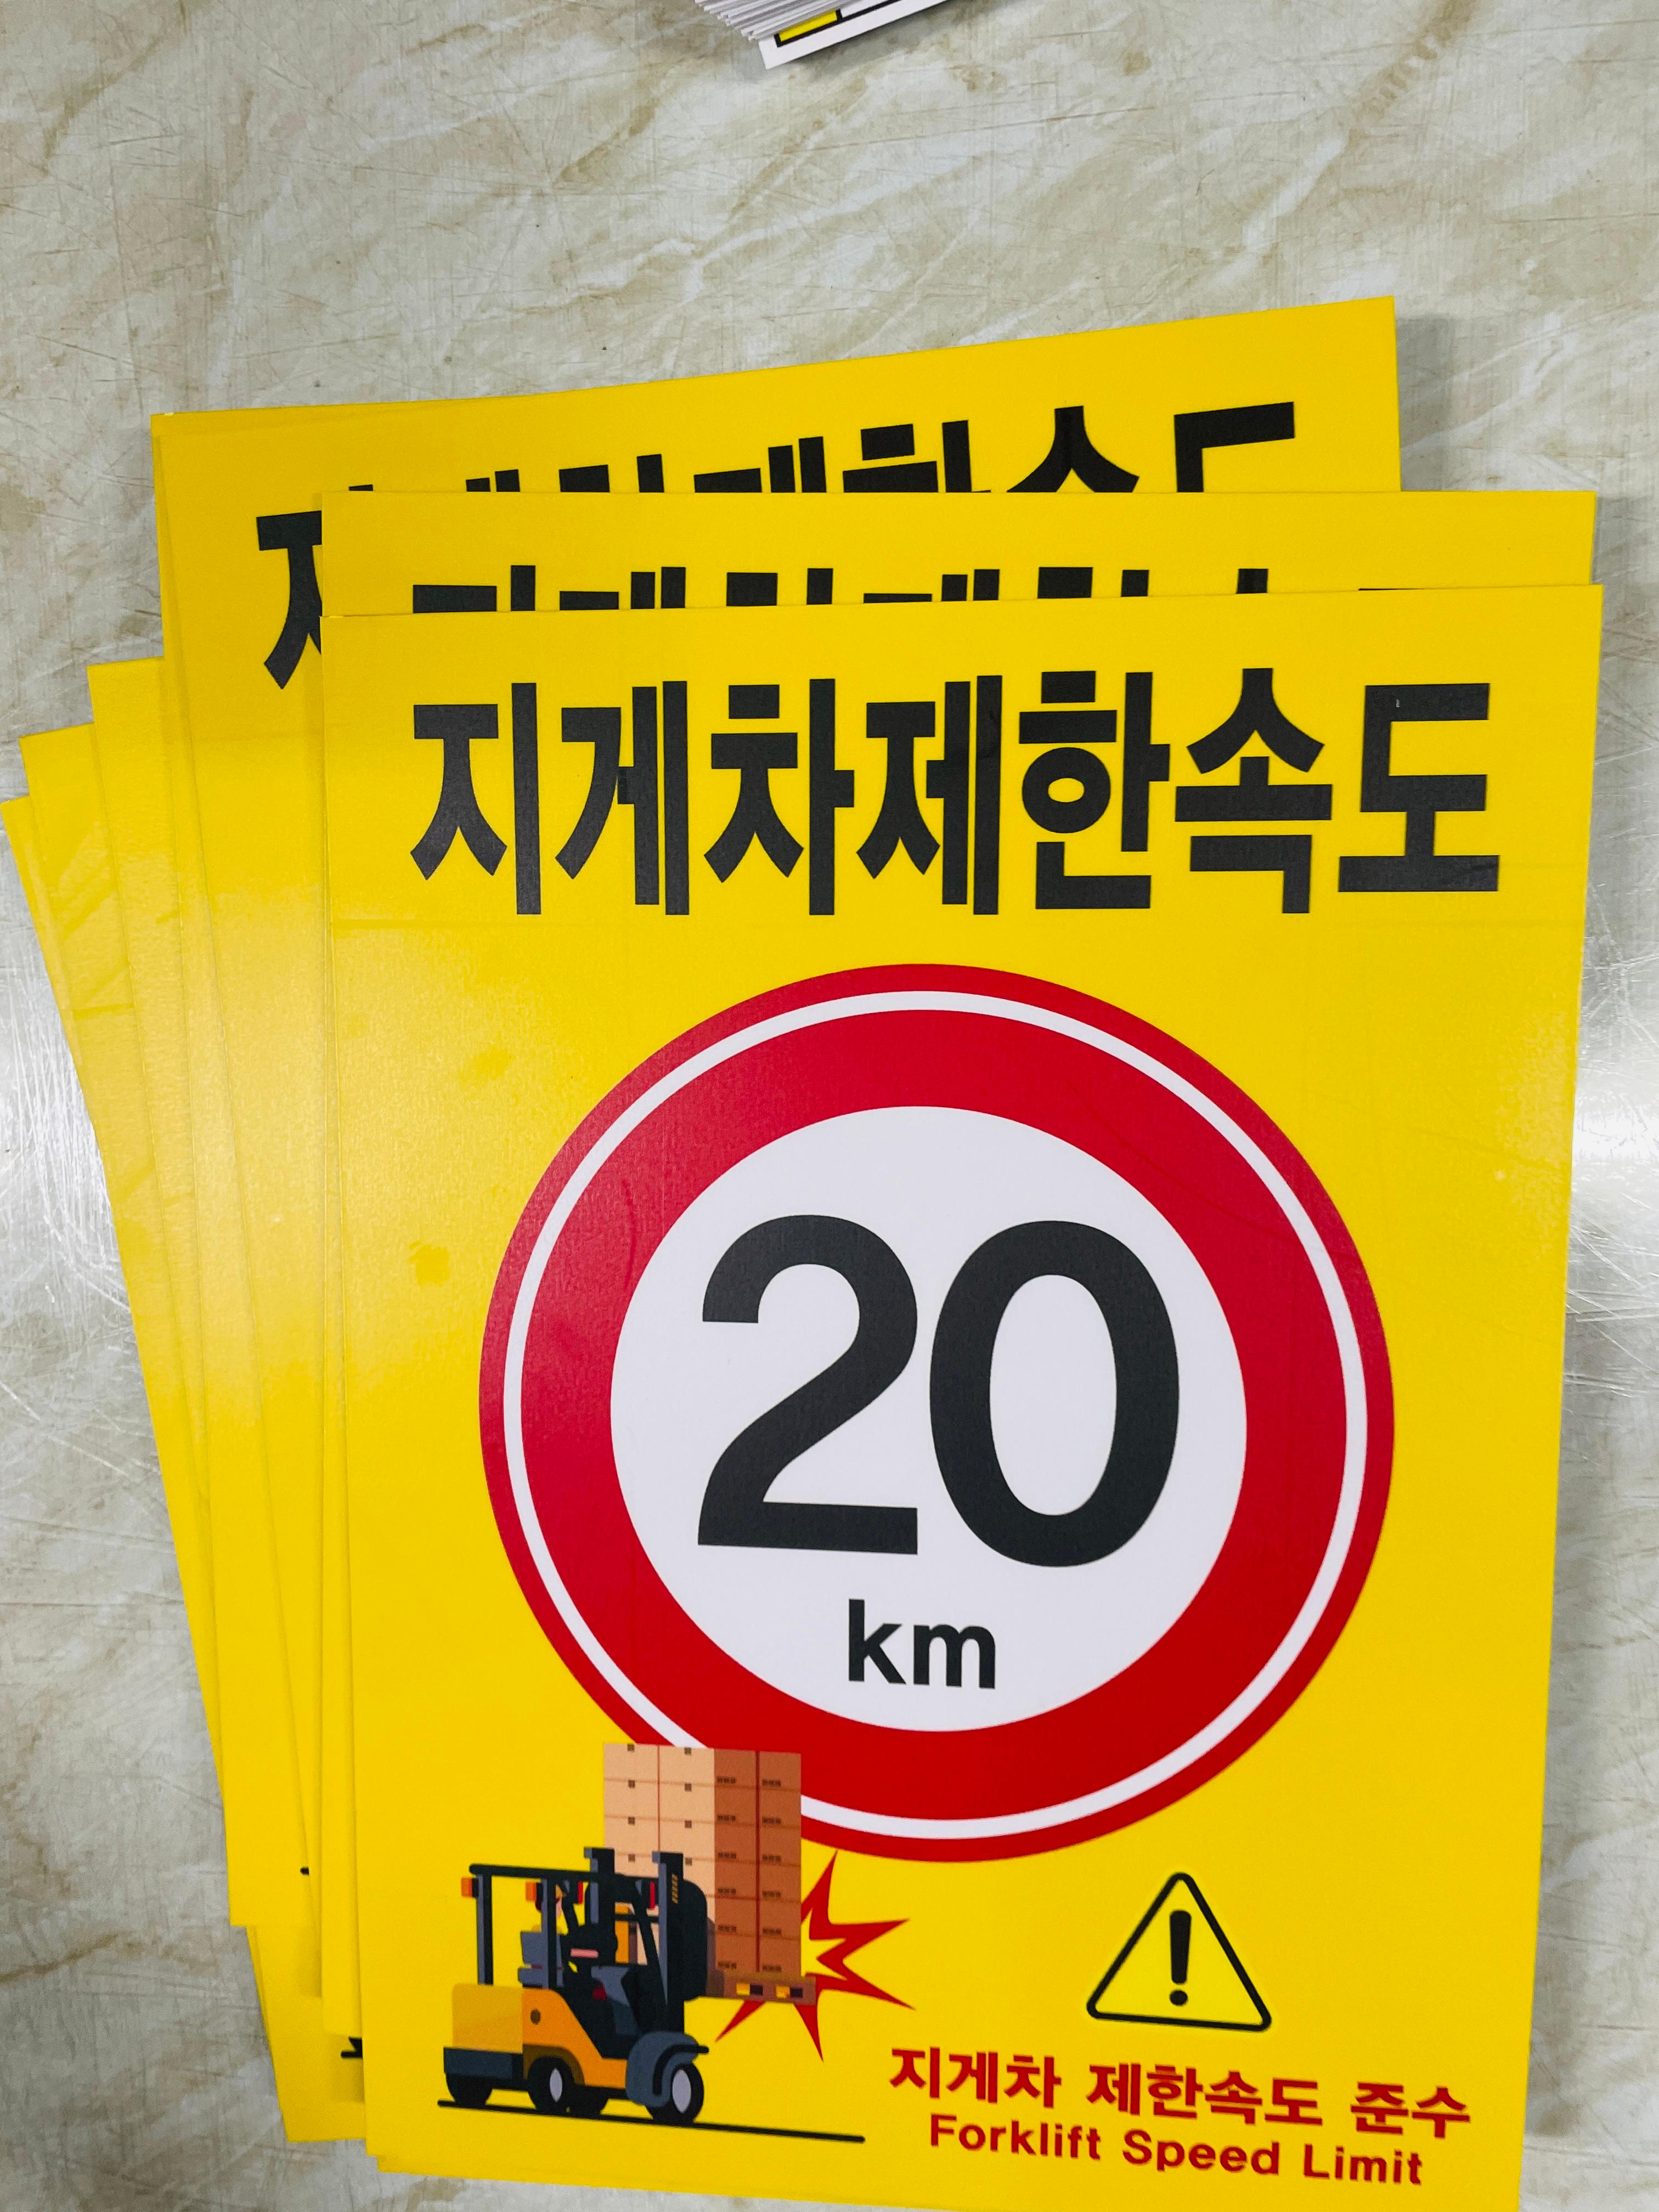 지게차제한속도
20
km
지게차 제한속도 준수
Forklift Speed Limit